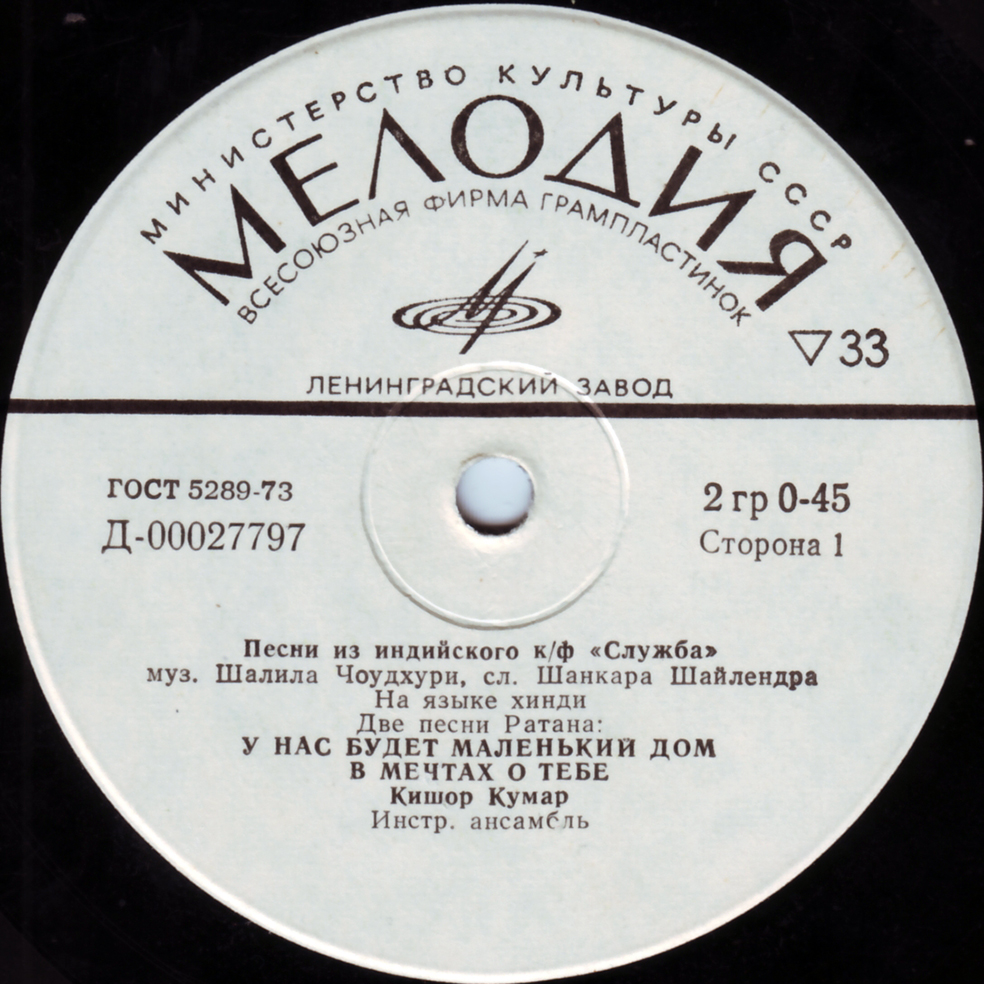 МИНИСТЕРСТВО КУЛЬТУРЫ СССР
МЕЛОДИЯ
ВСЕСОЮЗНАЯ ФИРМА ГРАМПЛАСТИНОК
▽33
ЛЕНИНГРАДСКИЙ ЗАВОД
ГОСТ 5289-73
2 гр 0-45
Д-00027797
Сторона 1
Песни из индийского к/ф «Служба»
муз. Шалила Чоудхури, сл. Шанкара Шайлендра
На языке хинди
Две песни Ратана:
У НАС БУДЕТ МАЛЕНЬКИЙ ДОМ
В МЕЧТАХ О ТЕБЕ
Кишор Кумар
Инстр. ансамбль